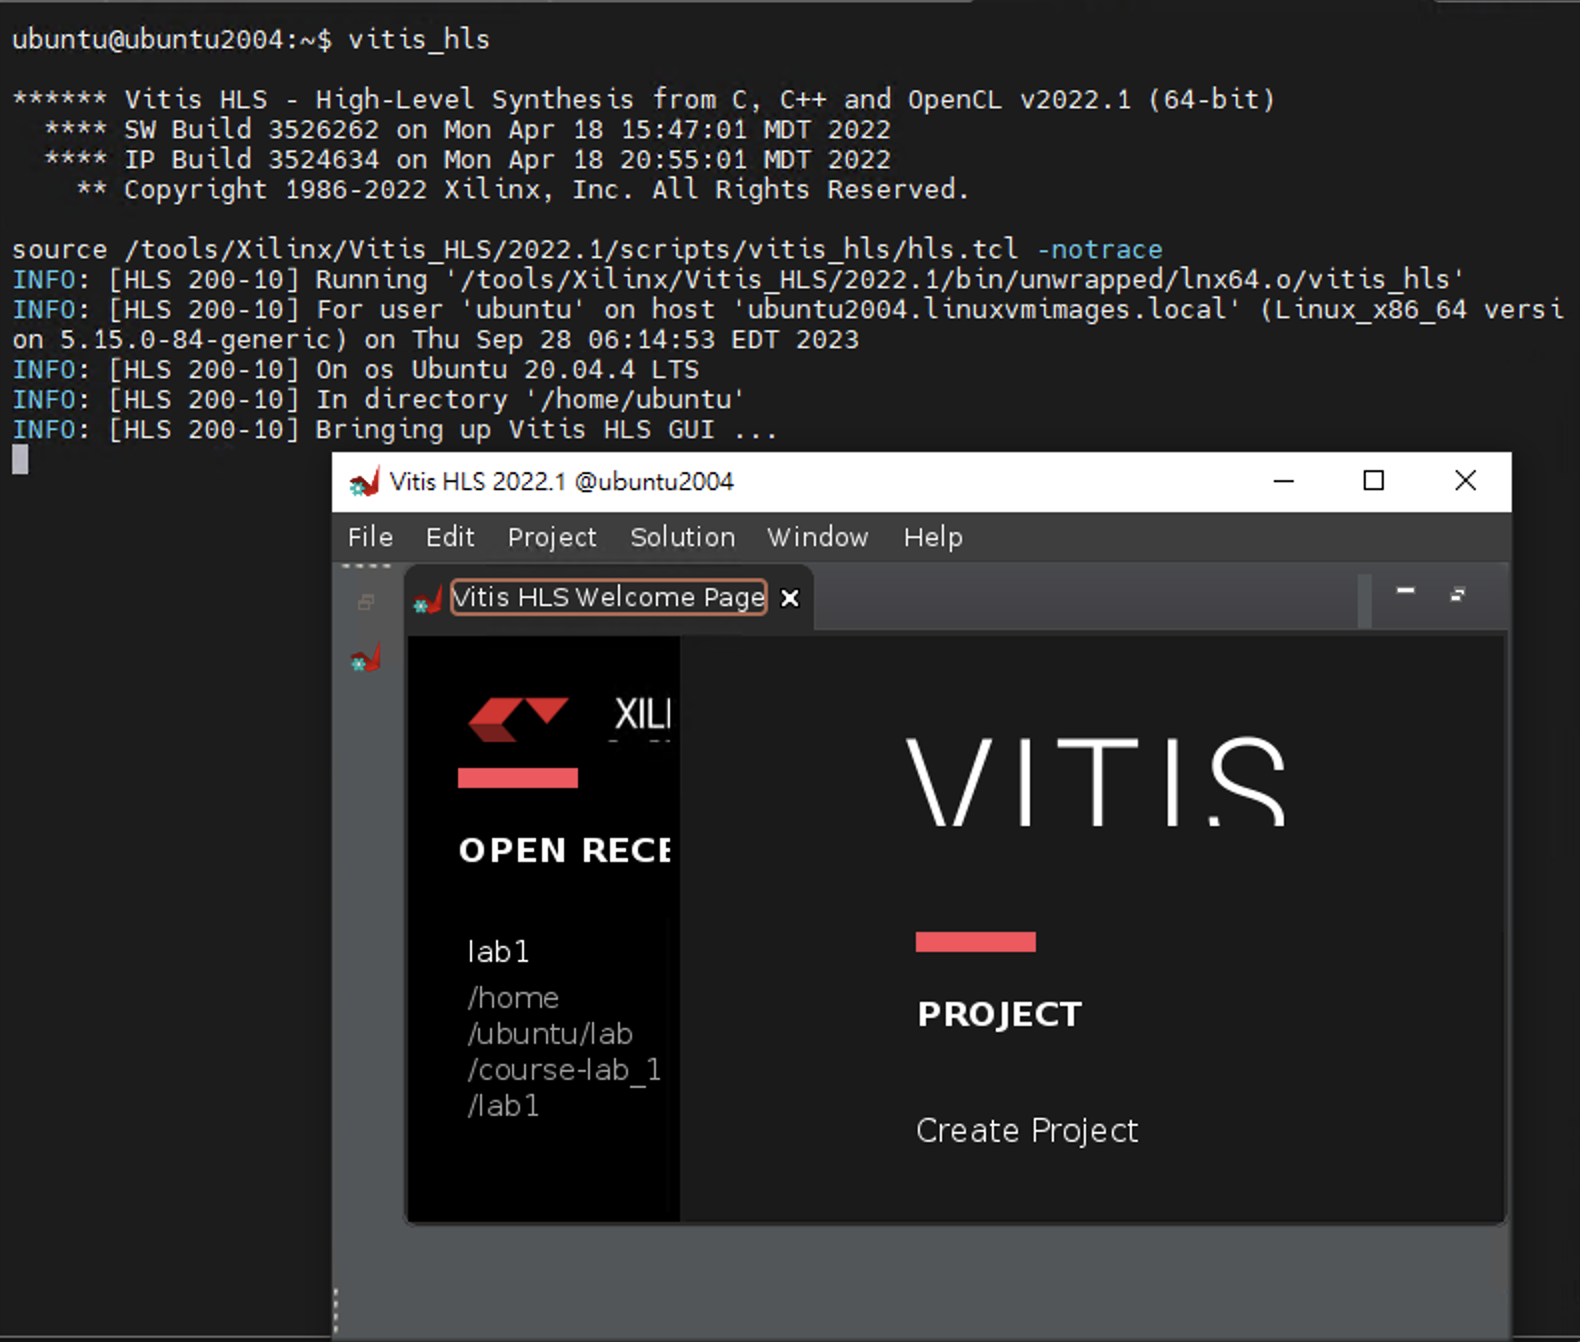 ubuntu@ubuntu2004:~$ vitis_hls
****** Vitis HLS - High-Level Synthesis from C, C++ and OpenCL v2022.1 (64-bit)
**** SW Build 3526262 on Mon Apr 18 15:47:01 MDT 2022
**** IP Build 3524634 on Mon Apr 18 20:55:01 MDT 2022
** Copyright 1986-2022 Xilinx, Inc. All Rights Reserved.
source /tools/Xilinx/Vitis_HLS/2022.1/scripts/vitis_hls/hls.tcl -notrace
INFO: [HLS 200-10] Running '/tools/Xilinx/Vitis_HLS/2022.1/bin/unwrapped/lnx64.o/vitis_hls'
INFO: [HLS 200-10] For user 'ubuntu' on host 'ubuntu2004.linuxvmimages.local' (Linux_x86_64 versi
on 5.15.0-84-generic) on Thu Sep 28 06:14:53 EDT 2023
INFO: [HLS 200-10] On os Ubuntu 20.04.4 LTS
INFO: [HLS 200-10] In directory '/home/ubuntu'
INFO: [HLS 200-10] Bringing up Vitis HLS GUI ...
Vitis HLS 2022.1 @ubuntu2004
File Edit Project Solution Window Help
Vitis HLS Welcome Page
XILI
VITIS
OPEN RECE
lab1
/home
/ubuntu/lab
/course-lab_1
/lab1
PROJECT
Create Project